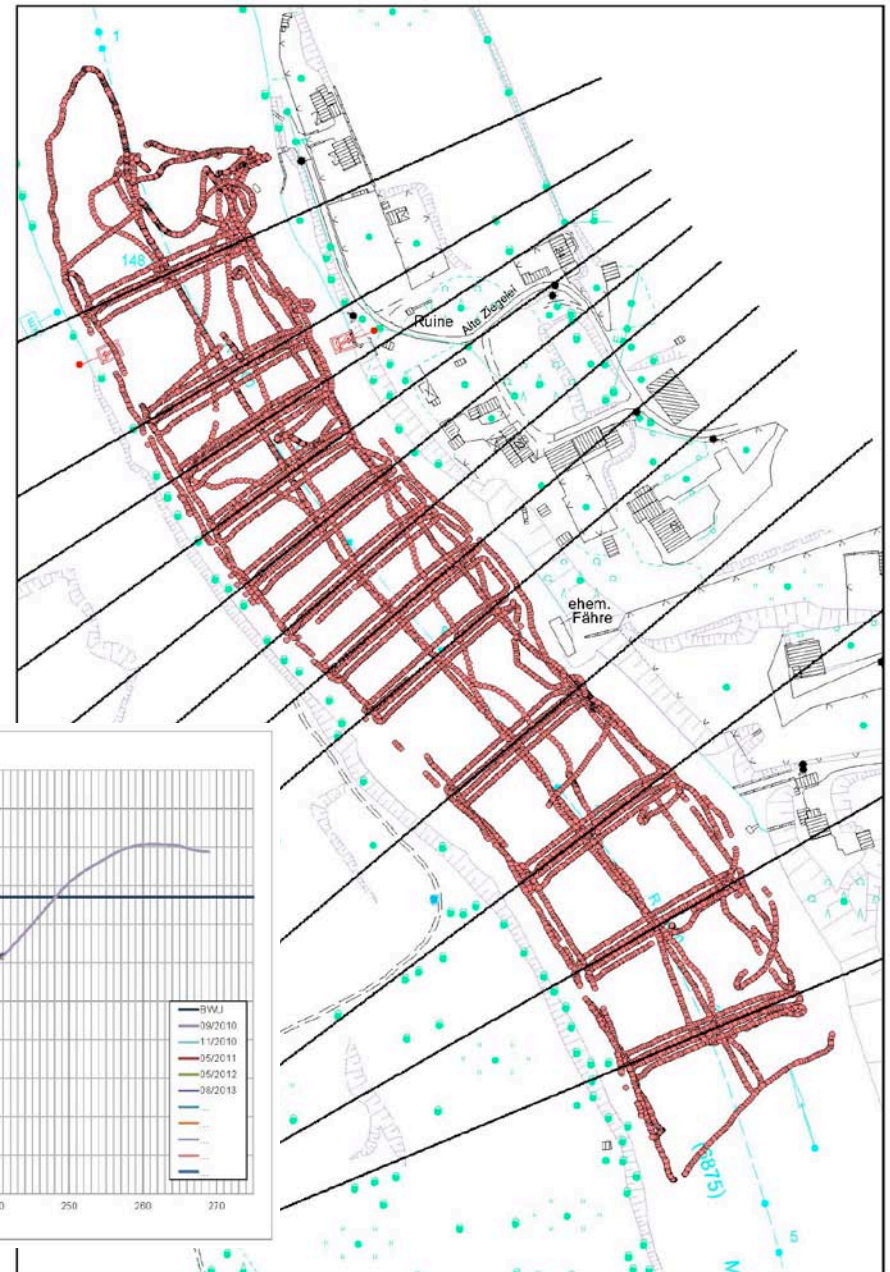 1
148
Ruine
Alte Ziegelei
ehem.
Fähre
R
BWu
09/2010
11/2010
05/2011
05/2012
08/2013
...
...
...
...
...
250
260
270
(6875)
5